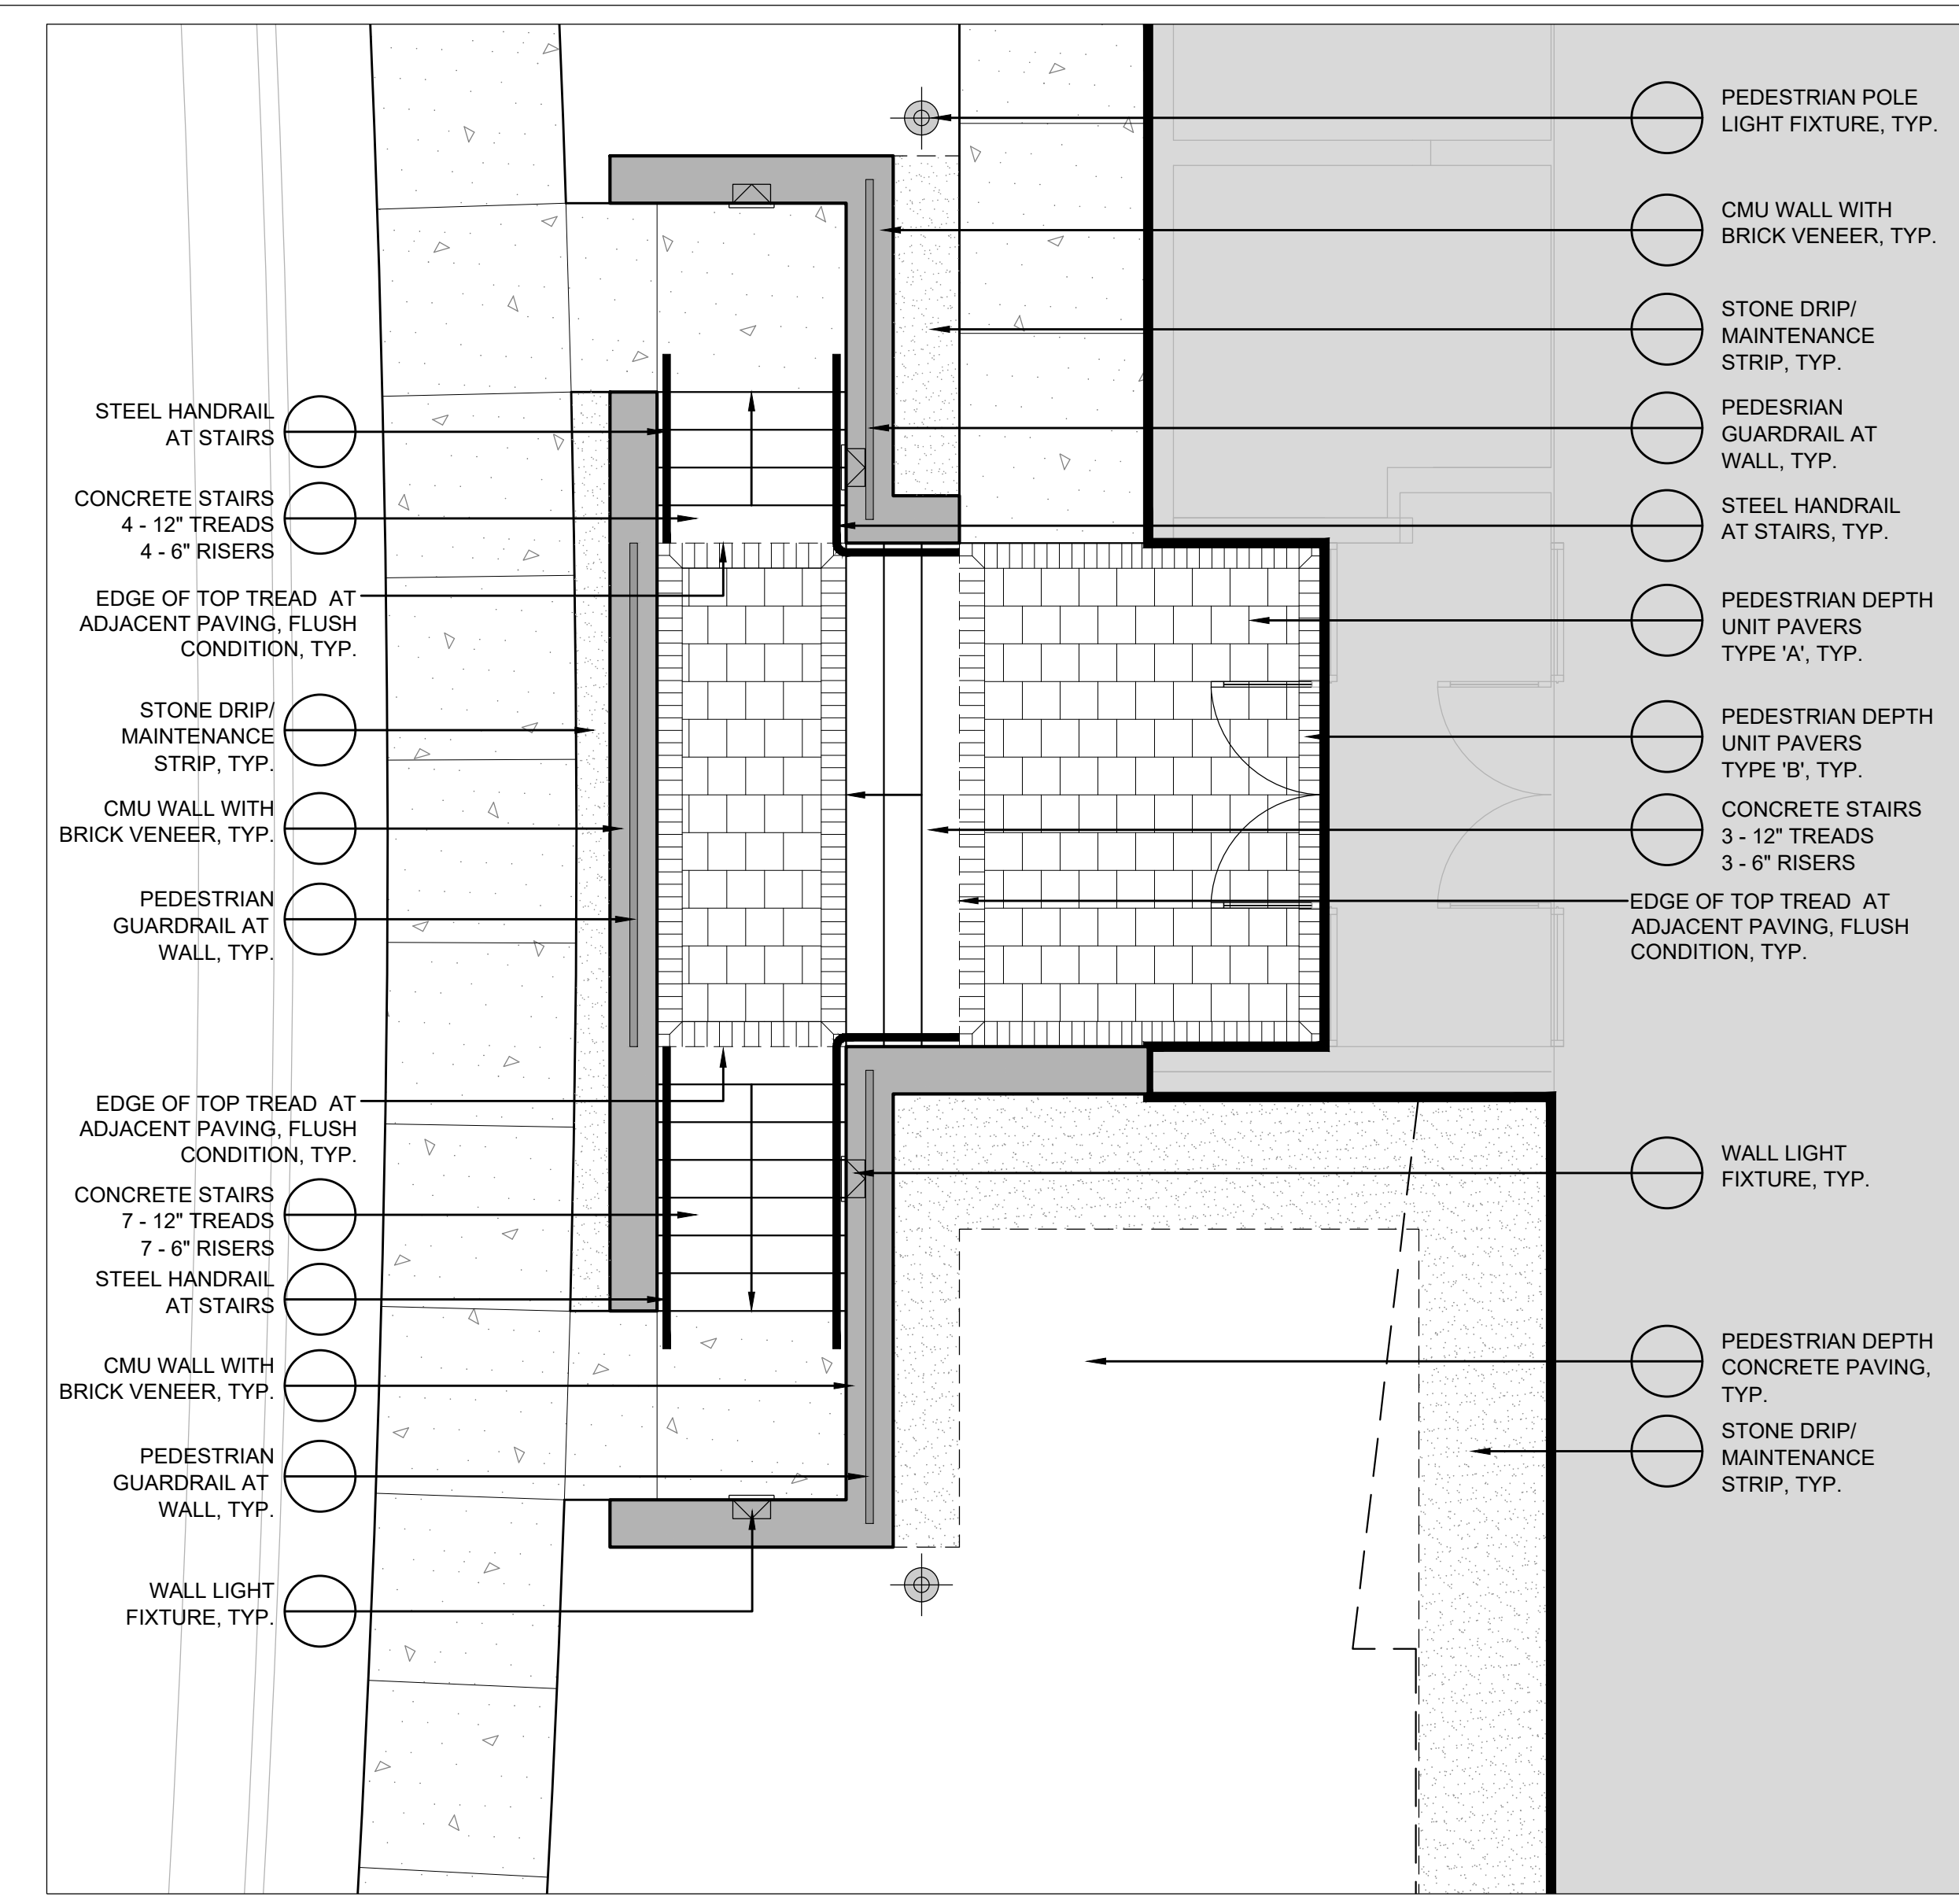 STEEL HANDRAIL
AT STAIRS
CONCRETE STAIRS
4 - 12" TREADS
4 - 6" RISERS
EDGE OF TOP TREAD AT
ADJACENT PAVING, FLUSH
CONDITION, TYP.
STONE DRIP/
MAINTENANCE
STRIP, TYP.
CMU WALL WITH
BRICK VENEER, TYP.
PEDESTRIAN
GUARDRAIL AT
WALL, TYP.
EDGE OF TOP TREAD AT
ADJACENT PAVING, FLUSH
CONDITION, TYP.
CONCRETE STAIRS
7 - 12" TREADS
7 - 6" RISERS
STEEL HANDRAIL
AT STAIRS
CMU WALL WITH
BRICK VENEER, TYP.
PEDESTRIAN
GUARDRAIL AT
WALL, TYP.
WALL LIGHT
FIXTURE, TYP.
PEDESTRIAN POLE
LIGHT FIXTURE, TYP.
CMU WALL WITH
BRICK VENEER, TYP.
STONE DRIP/
MAINTENANCE
STRIP, TYP.
PEDESRIAN
GUARDRAIL AT
WALL, TYP.
STEEL HANDRAIL
AT STAIRS, TYP.
PEDESTRIAN DEPTH
UNIT PAVERS
TYPE 'A', TYP.
PEDESTRIAN DEPTH
UNIT PAVERS
TYPE 'B', TYP.
CONCRETE STAIRS
3 - 12" TREADS
3 - 6" RISERS
EDGE OF TOP TREAD AT
ADJACENT PAVING, FLUSH
CONDITION, TYP.
WALL LIGHT
FIXTURE, TYP.
PEDESTRIAN DEPTH
CONCRETE PAVING,
TYP.
STONE DRIP/
MAINTENANCE
STRIP, TYP.